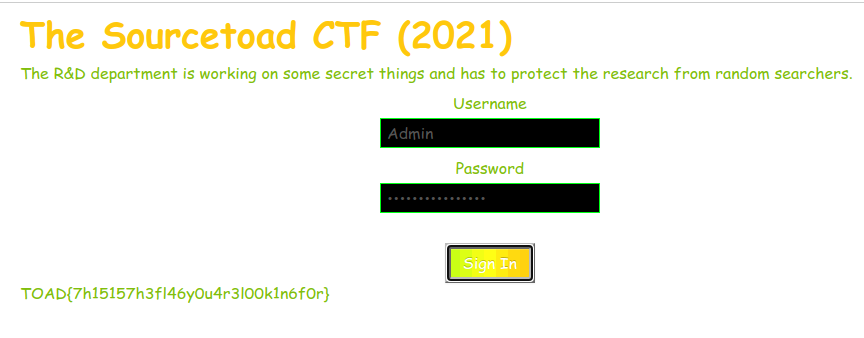 The Sourcetoad CTF (2021)
The R&D department is working on some secret things and has to protect the research from random searchers.
Username
Admin
Password
••••••••••••••••
Sign In
TOAD{7h15157h3fl46y0u4r3l00k1n6f0r}